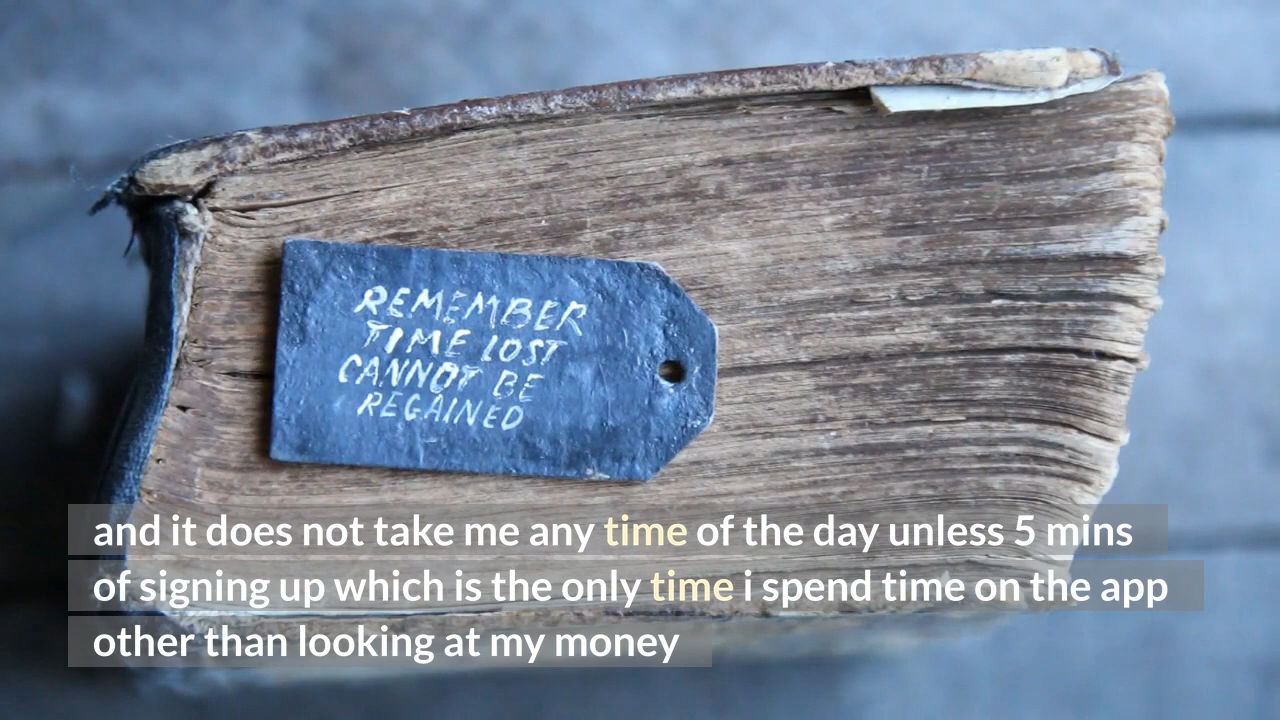 REMEMBER
TIME LOST
CANNOT BE
REGAINED
and it does not take me any time of the day unless 5 mins
of signing up which is the only time i spend time on the app
other than looking at my money